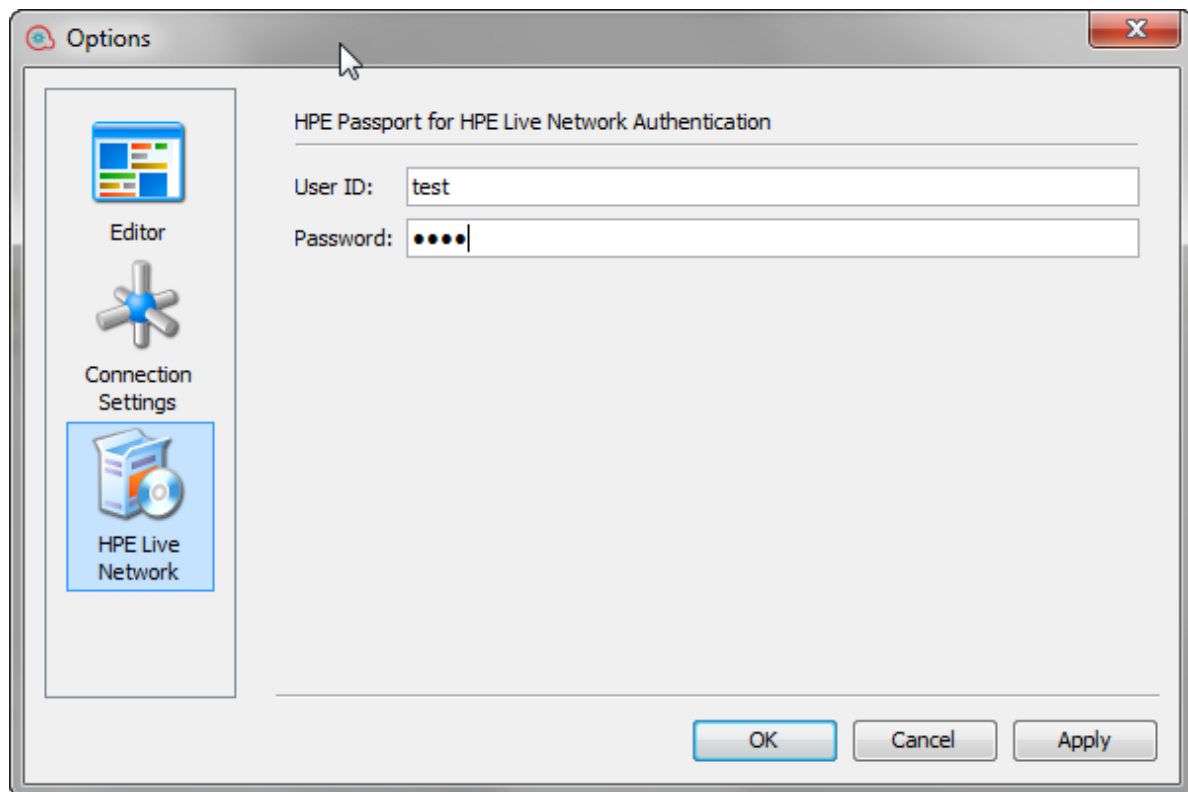 Options
Editor
Connection
Settings
HPE Live
Network
HPE Passport for HPE Live Network Authentication
User ID: test
Password: ••••
OK Cancel Apply